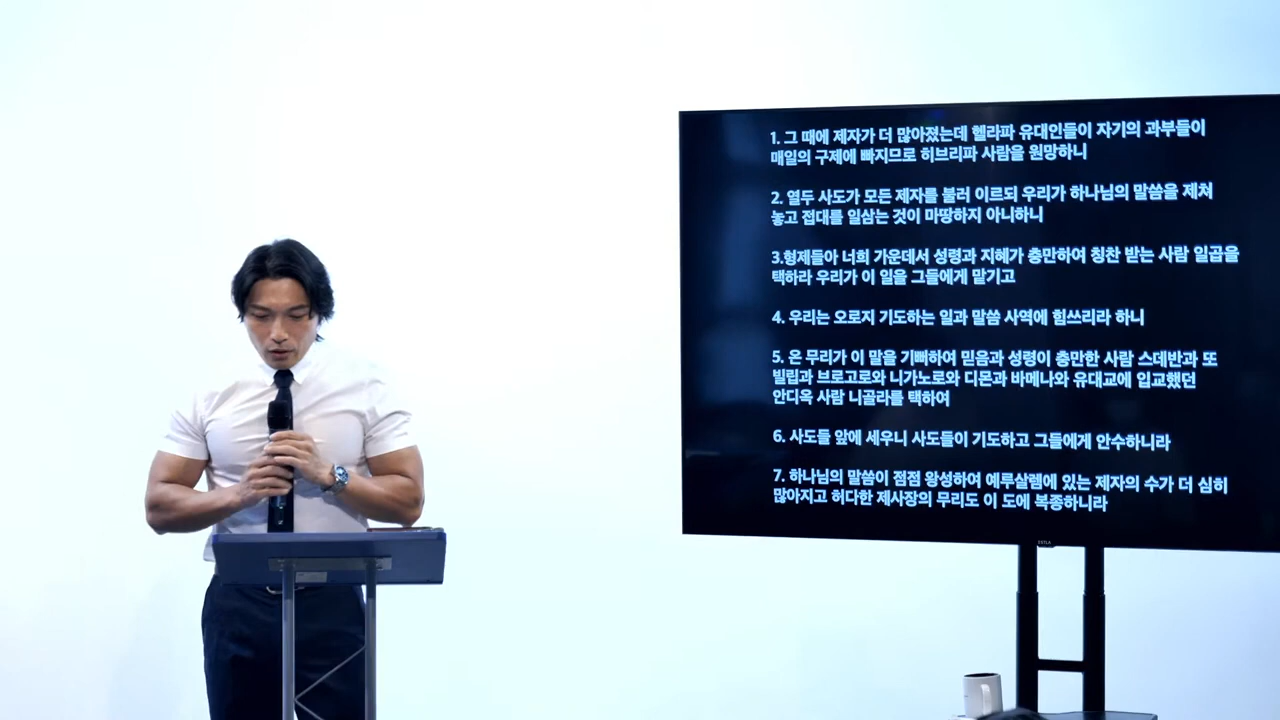 1. 그 때에 제자가 더 많아졌는데 헬라파 유대인들이 자기의 과부들이
매일의 구제에 빠지므로 히브리파 사람을 원망하니
2. 열두 사도가 모든 제자를 불러 이르되 우리가 하나님의 말씀을 제쳐
놓고 접대를 일삼는 것이 마땅하지 아니하니
3.형제들아 너희 가운데서 성령과 지혜가 충만하여 칭찬 받는 사람 일곱을
택하라 우리가 이 일을 그들에게 맡기고
4. 우리는 오로지 기도하는 일과 말씀 사역에 힘쓰리라 하니
5. 온 무리가 이 말을 기뻐하여 믿음과 성령이 충만한 사람 스데반과 또
빌립과 브로고로와 니가노로와 디몬과 바메나와 유대교에 입교했던
안디옥 사람 니골라를 택하여
6. 사도들 앞에 세우니 사도들이 기도하고 그들에게 안수하니라
7. 하나님의 말씀이 점점 왕성하여 예루살렘에 있는 제자의 수가 더 심히
많아지고 허다한 제사장의 무리도 이 도에 복종하니라